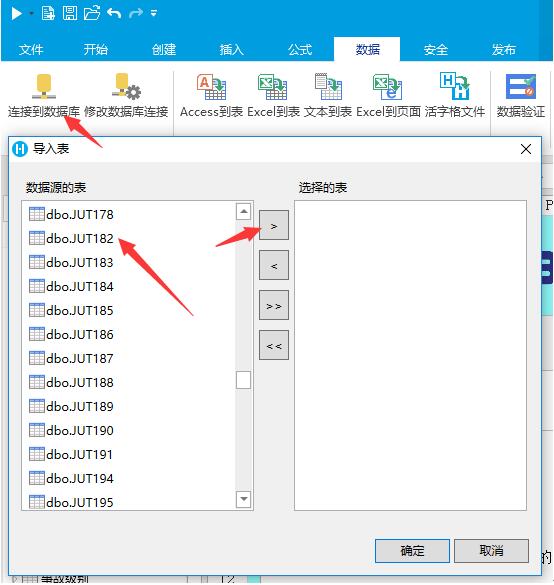 文件 开始 创建 插入 公式 数据 安全 发布
连接到数据库 修改数据库连接 Access到表 Excel到表 文本到表 Excel到页面 活字格文件 数据验证
导入表
数据源的表 选择的表
dbo.JUT178
dbo.JUT182
dbo.JUT183
dbo.JUT184
dbo.JUT185
dbo.JUT186
dbo.JUT187
dbo.JUT188
dbo.JUT189
dbo.JUT190
dbo.JUT191
dbo.JUT194
dbo.JUT195
>
<
>>
<<
确定 取消